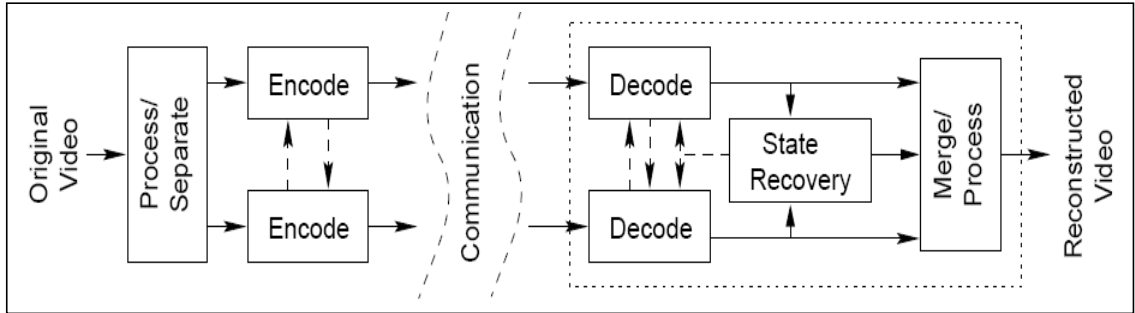 Original
Video
Process/
Separate
Encode
Encode
Communication
Decode
Decode
State
Recovery
Merge/
Process
Reconstructed
Video